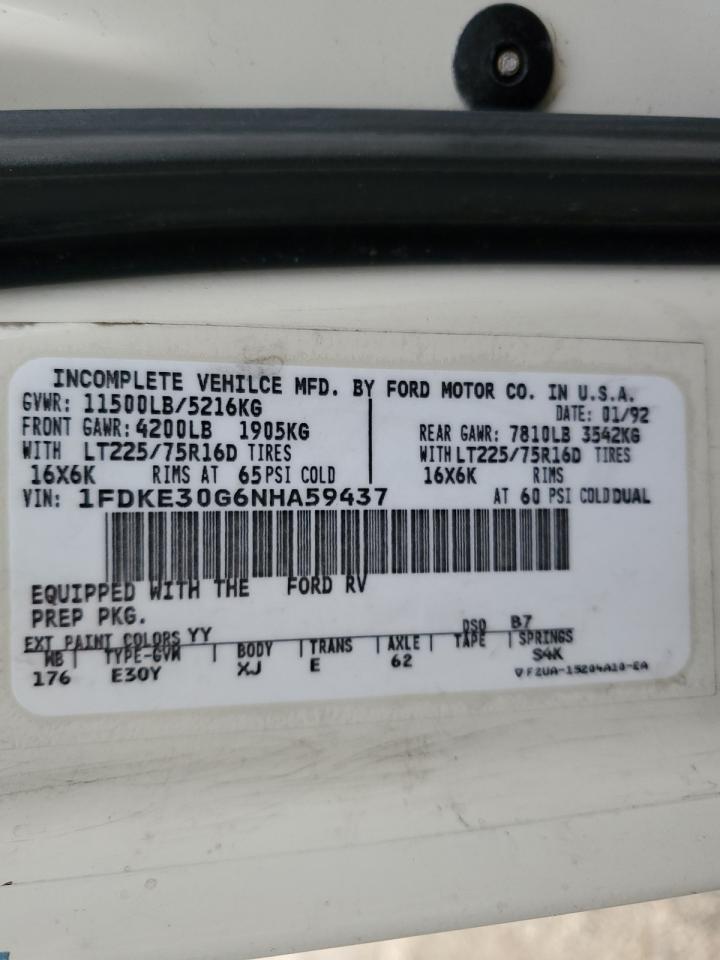 INCOMPLETE VEHILCE MFD. BY FORD MOTOR CO. IN U.S.A.
GVWR: 11500LB/5216KG
DATE: 01/92
FRONT GAWR: 4200LB 1905KG
REAR GAWR: 7810LB 3542KG
WITH LT225/75R16D TIRES
WITH LT225/75R16D TIRES
16X6K RIMS AT 65 PSI COLD
16X6K RIMS
VIN: 1FDKE30G6NHA59437
AT 60 PSI COLD DUAL
EQUIPPED WITH THE FORD RV
PREP PKG.
EXT PAINT COLORS YY DSO B7
WB | TYPE-GVW | BODY | TRANS | AXLE | TAPE | SPRINGS
176 E30Y XJ E 62 S4K
F2UA-15204A10-EA